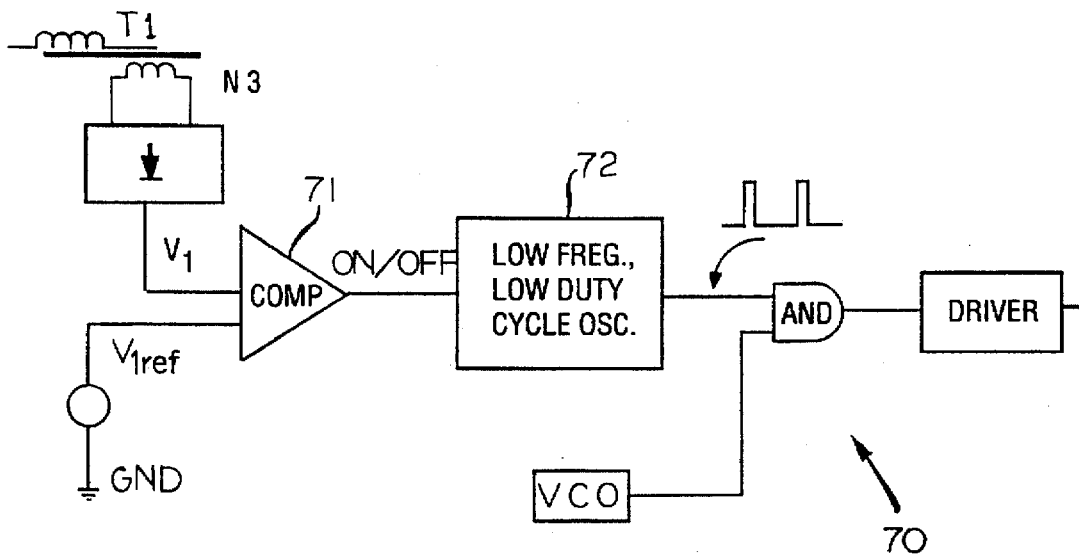 T1
N3
71
72
V1
COMP
ON/OFF
LOW FREG.,
LOW DUTY
CYCLE OSC.
AND
DRIVER
V1ref
GND
VCO
70